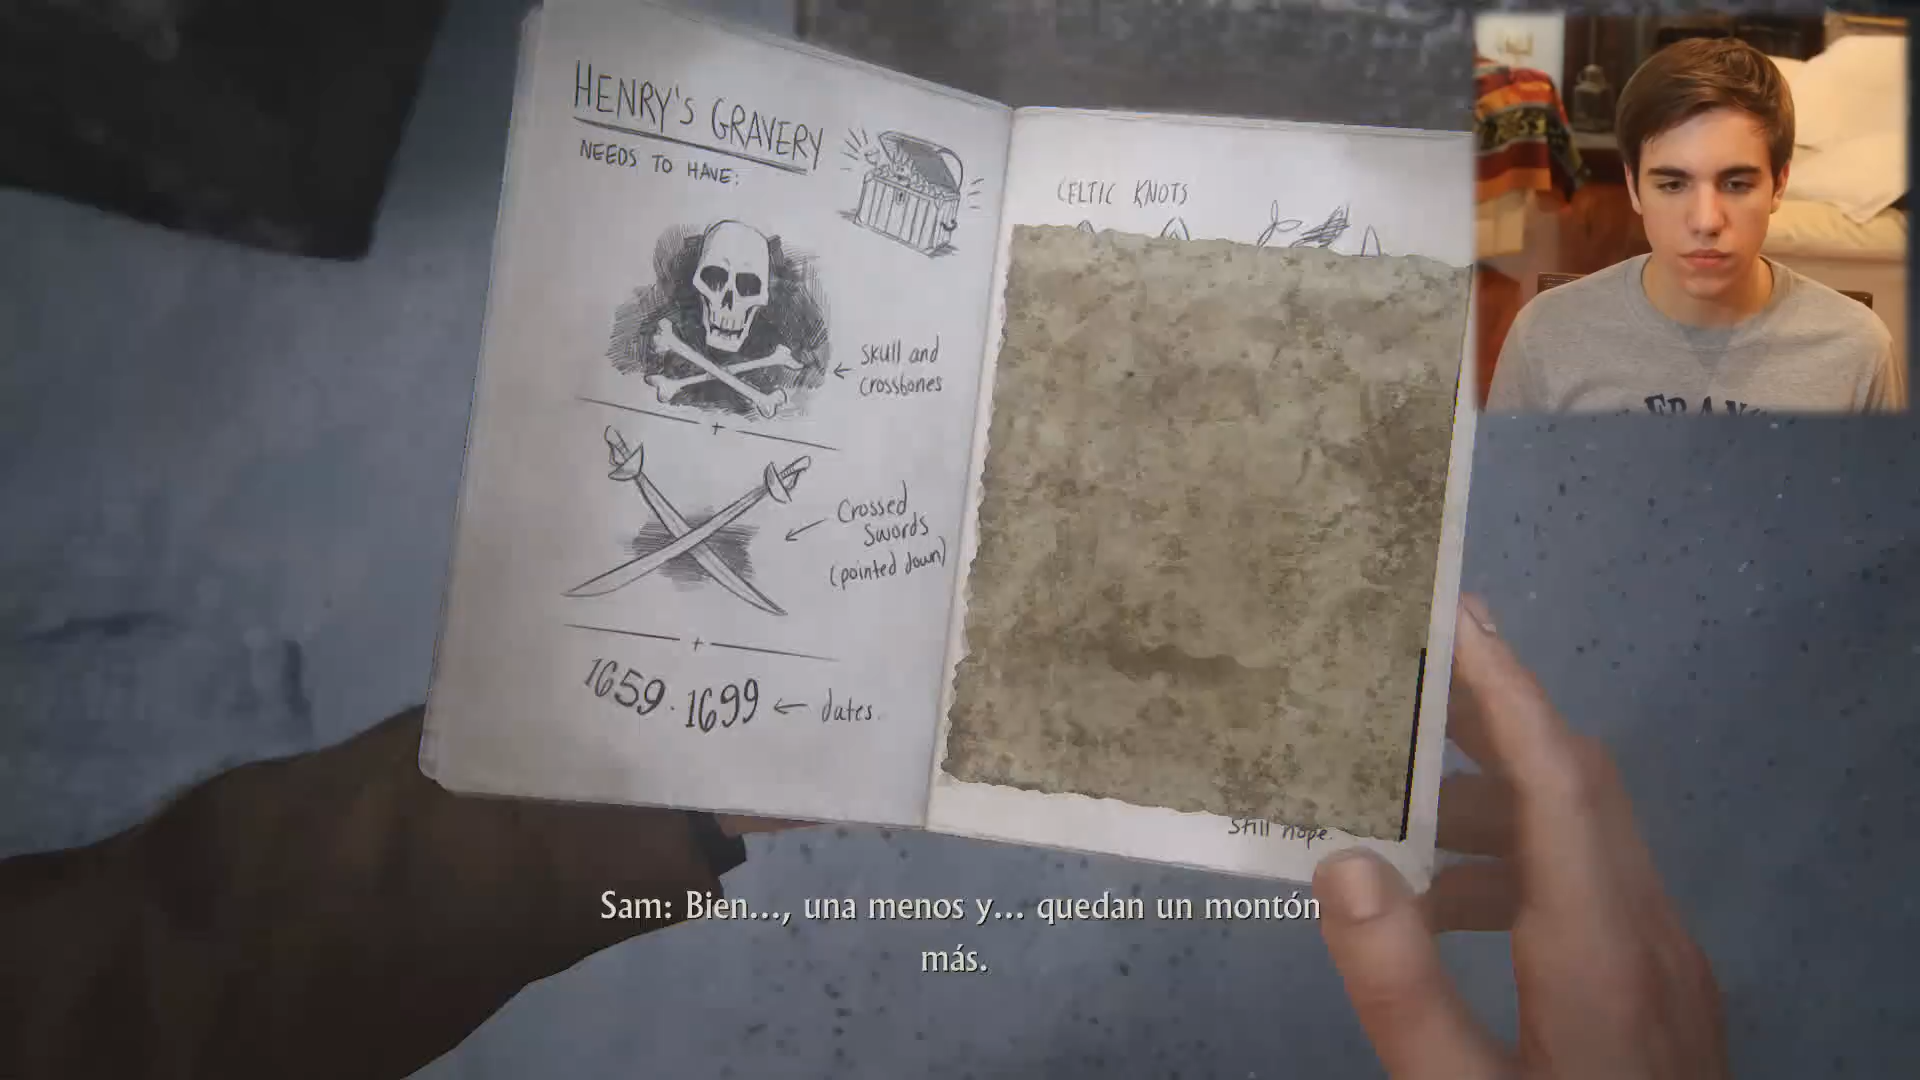 HENRY'S GRAVERY
NEEDS TO HAVE:
Skull and
crossbones
+
Crossed
Swords
(pointed down)
+
1659 - 1699 ← dates.
CELTIC KNOTS
Still nope.
Sam: Bien..., una menos y... quedan un montón
más.